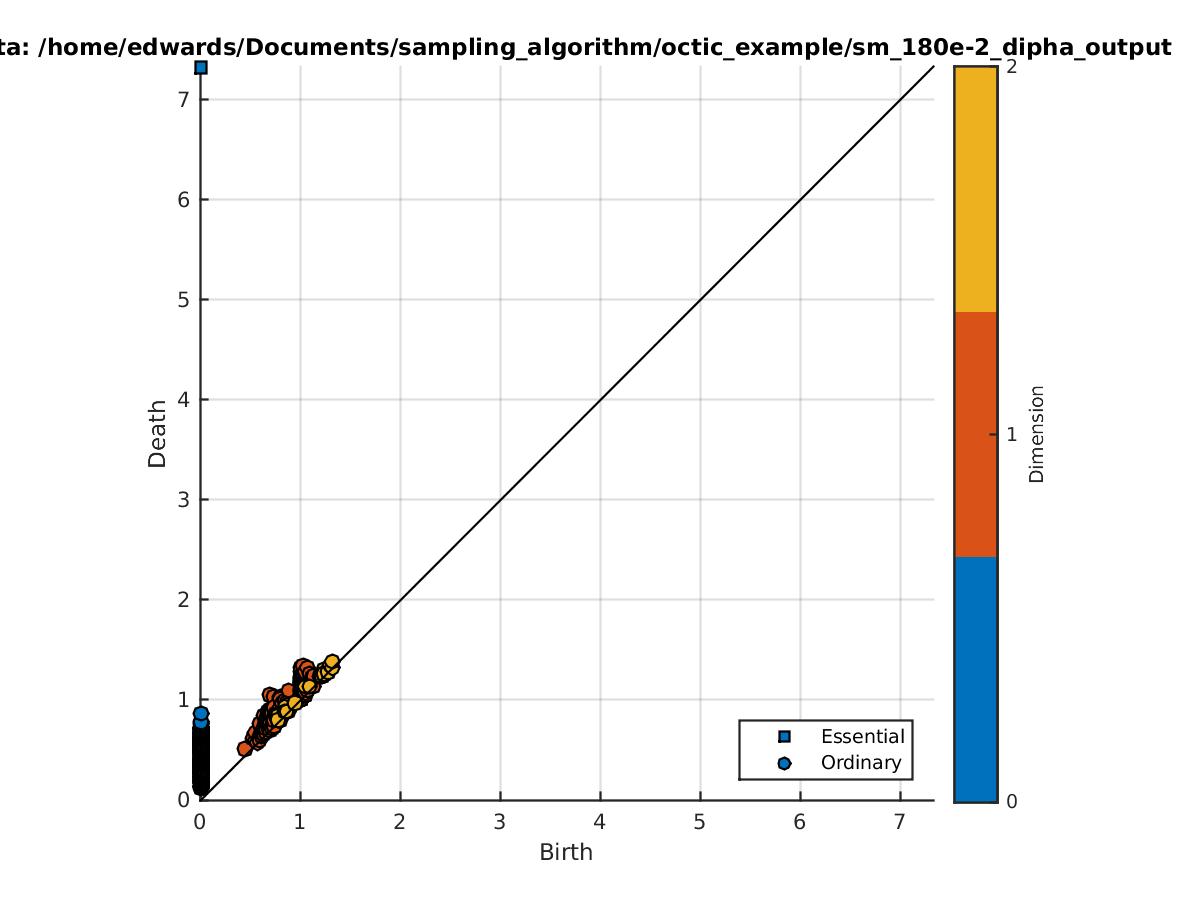 ta: /home/edwards/Documents/sampling_algorithm/octic_example/sm_180e-2_dipha_output
7
6
5
4
3
2
1
0
Death
0 1 2 3 4 5 6 7
Birth
Essential
Ordinary
2
1
0
Dimension